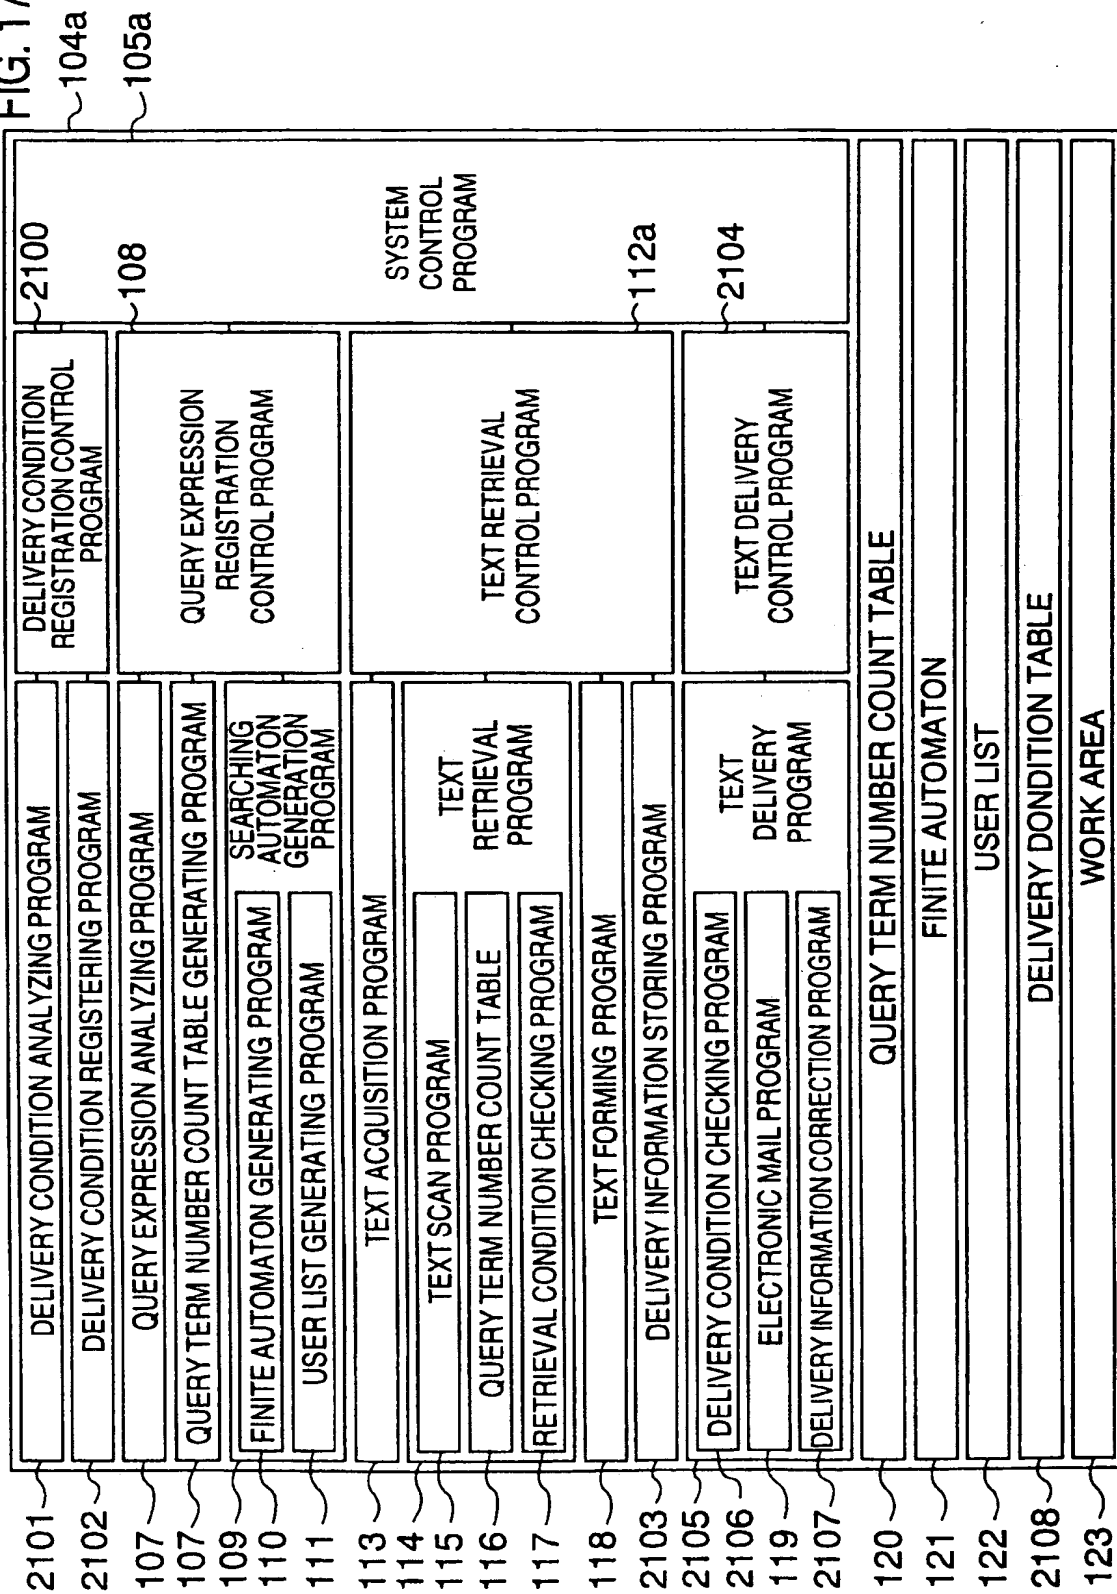 FIG. 17
104a
105a
SYSTEM
CONTROL
PROGRAM
2100
DELIVERY CONDITION
REGISTRATION CONTROL
PROGRAM
108
QUERY EXPRESSION
REGISTRATION
CONTROL PROGRAM
112a
TEXT RETRIEVAL
CONTROL PROGRAM
2104
TEXT DELIVERY
CONTROL PROGRAM
2101
DELIVERY CONDITION ANALYZING PROGRAM
2102
DELIVERY CONDITION REGISTERING PROGRAM
107
QUERY EXPRESSION ANALYZING PROGRAM
107
QUERY TERM NUMBER COUNT TABLE GENERATING PROGRAM
109
SEARCHING
AUTOMATON
GENERATION
PROGRAM
110
FINITE AUTOMATON GENERATING PROGRAM
111
USER LIST GENERATING PROGRAM
113
TEXT ACQUISITION PROGRAM
114
TEXT
RETRIEVAL
PROGRAM
115
TEXT SCAN PROGRAM
116
QUERY TERM NUMBER COUNT TABLE
117
RETRIEVAL CONDITION CHECKING PROGRAM
118
TEXT FORMING PROGRAM
2103
DELIVERY INFORMATION STORING PROGRAM
2105
TEXT
DELIVERY
PROGRAM
2106
DELIVERY CONDITION CHECKING PROGRAM
119
ELECTRONIC MAIL PROGRAM
2107
DELIVERY INFORMATION CORRECTION PROGRAM
120
QUERY TERM NUMBER COUNT TABLE
121
FINITE AUTOMATON
122
USER LIST
2108
DELIVERY DONDITION TABLE
123
WORK AREA